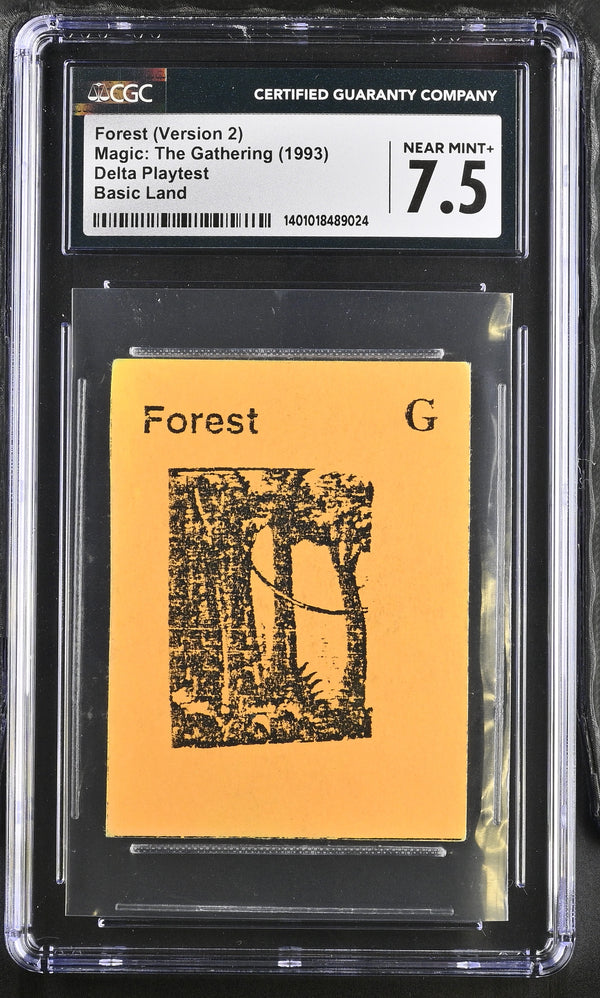 CGC
CERTIFIED GUARANTY COMPANY
Forest (Version 2)
Magic: The Gathering (1993)
Delta Playtest
Basic Land
NEAR MINT+
7.5
1401018489024
Forest G